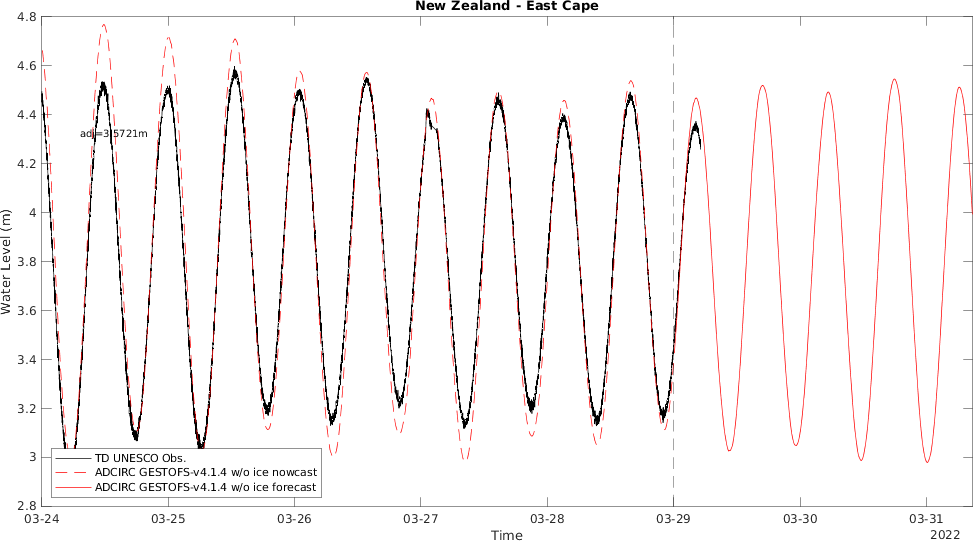 New Zealand - East Cape
Water Level (m)
4.8
4.6
4.4
4.2
4
3.8
3.6
3.4
3.2
3
2.8
adj=3.5721m
TD UNESCO Obs.
ADCIRC GESTOFS-v4.1.4 w/o ice nowcast
ADCIRC GESTOFS-v4.1.4 w/o ice forecast
03-24 03-25 03-26 03-27 03-28 03-29 03-30 03-31
Time
2022